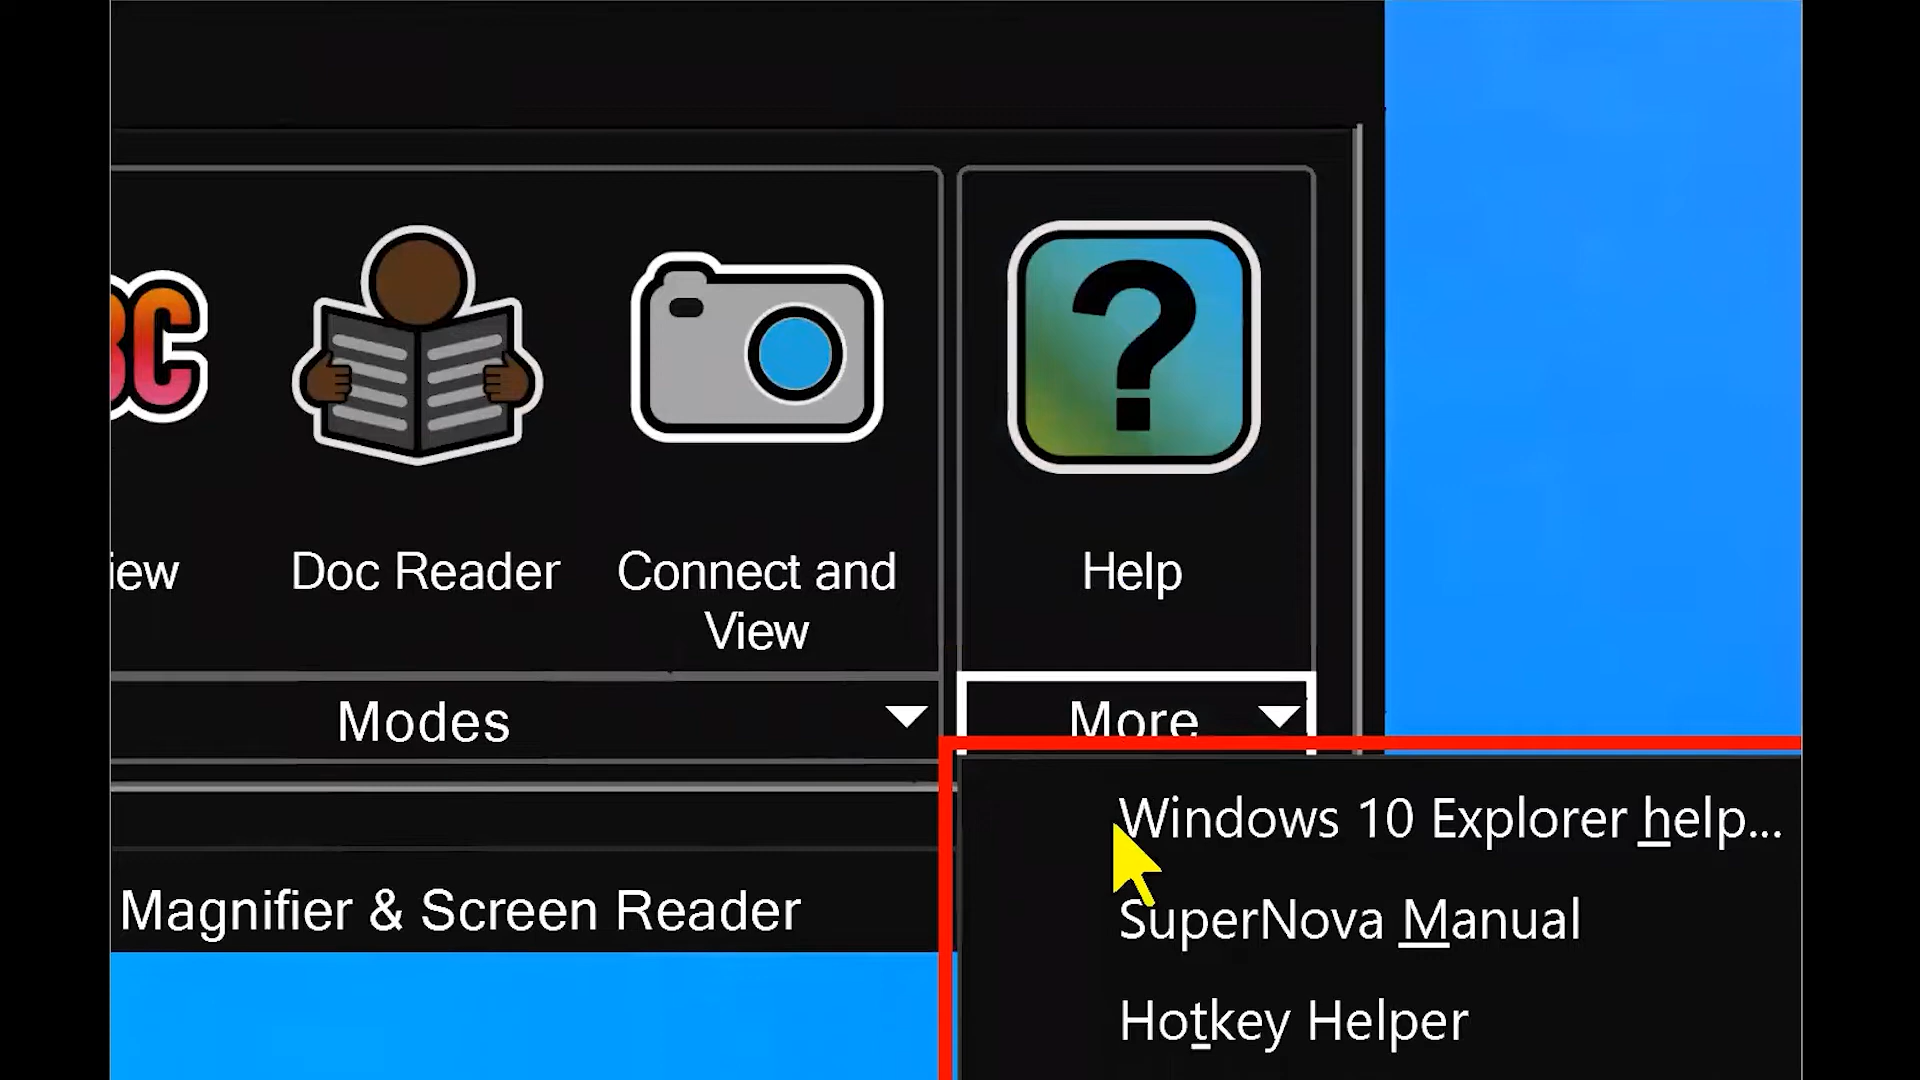 BC
iew
Doc Reader
Connect and
View
Help
Modes
More
Magnifier & Screen Reader
Windows 10 Explorer help...
SuperNova Manual
Hotkey Helper